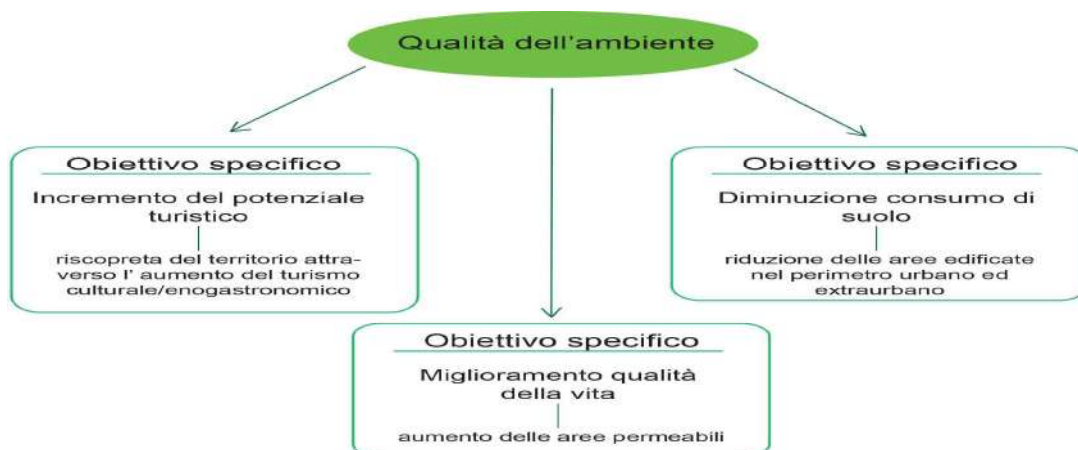 Qualità dell'ambiente
Obiettivo specifico
Incremento del potenziale
turistico
riscopreta del territorio attra-
verso l' aumento del turismo
culturale/enogastronomico
Obiettivo specifico
Miglioramento qualità
della vita
aumento delle aree permeabili
Obiettivo specifico
Diminuzione consumo di
suolo
riduzione delle aree edificate
nel perimetro urbano ed
extraurbano